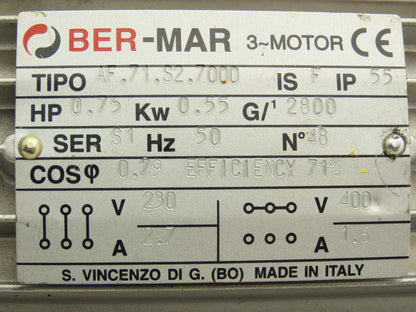 BER-MAR 3~MOTOR CE
TIPO AF.71.S2.7000 IS F IP 55
HP 0.75 Kw 0.55 G/¹ 2800
SER S1 Hz 50 N° 48
COSφ 0.79 EFFICIENCY 71%
V 230 V 400
A 2.7 A 1.6
S. VINCENZO DI G. (BO) MADE IN ITALY